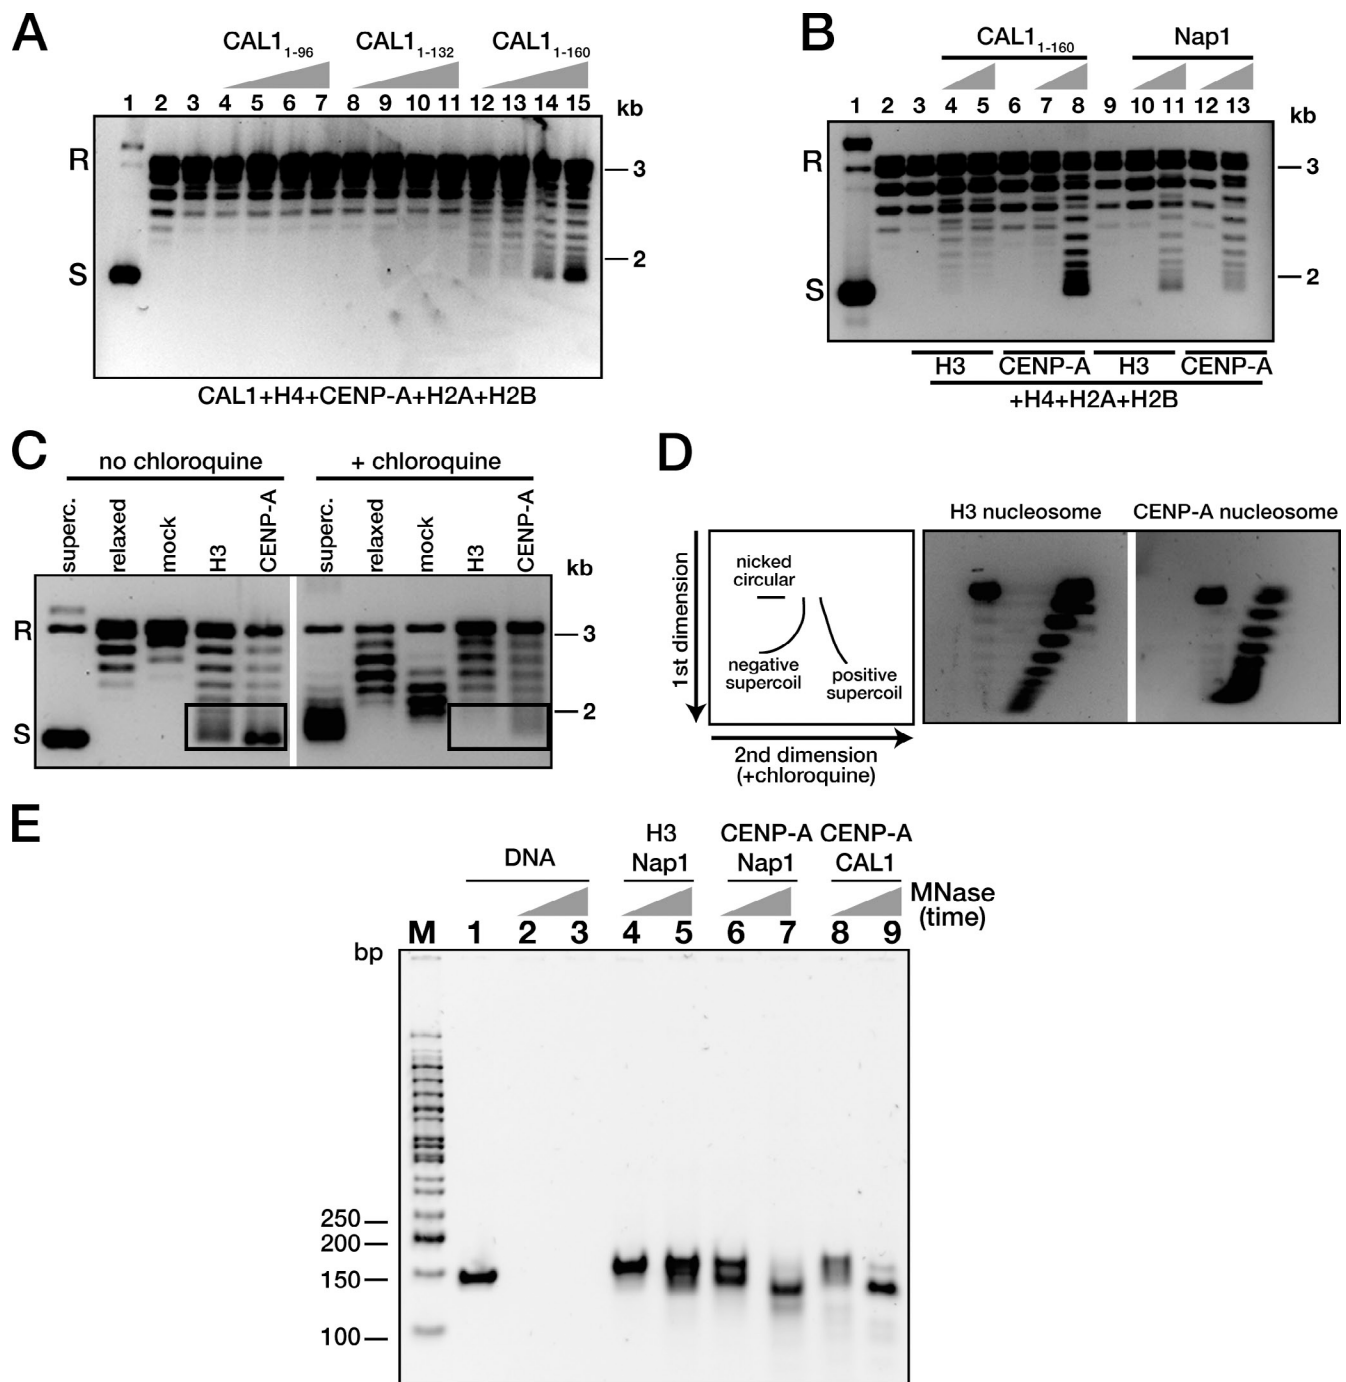 A
CAL1₁₋₉₆ CAL1₁₋₁₃₂ CAL1₁₋₁₆₀
1 2 3 4 5 6 7 8 9 10 11 12 13 14 15 kb
R
3
2
S
CAL1+H4+CENP-A+H2A+H2B
B
CAL1₁₋₁₆₀ Nap1
1 2 3 4 5 6 7 8 9 10 11 12 13 kb
R
3
2
S
H3 CENP-A H3 CENP-A
+H4+H2A+H2B
C
no chloroquine + chloroquine
superc. relaxed mock H3 CENP-A superc. relaxed mock H3 CENP-A kb
R
3
2
S
D
H3 nucleosome CENP-A nucleosome
1st dimension
nicked
circular
negative
supercoil
positive
supercoil
2nd dimension
(+chloroquine)
E
DNA H3
Nap1 CENP-A
Nap1 CENP-A
CAL1
MNase
(time)
M 1 2 3 4 5 6 7 8 9
bp
250
200
150
100